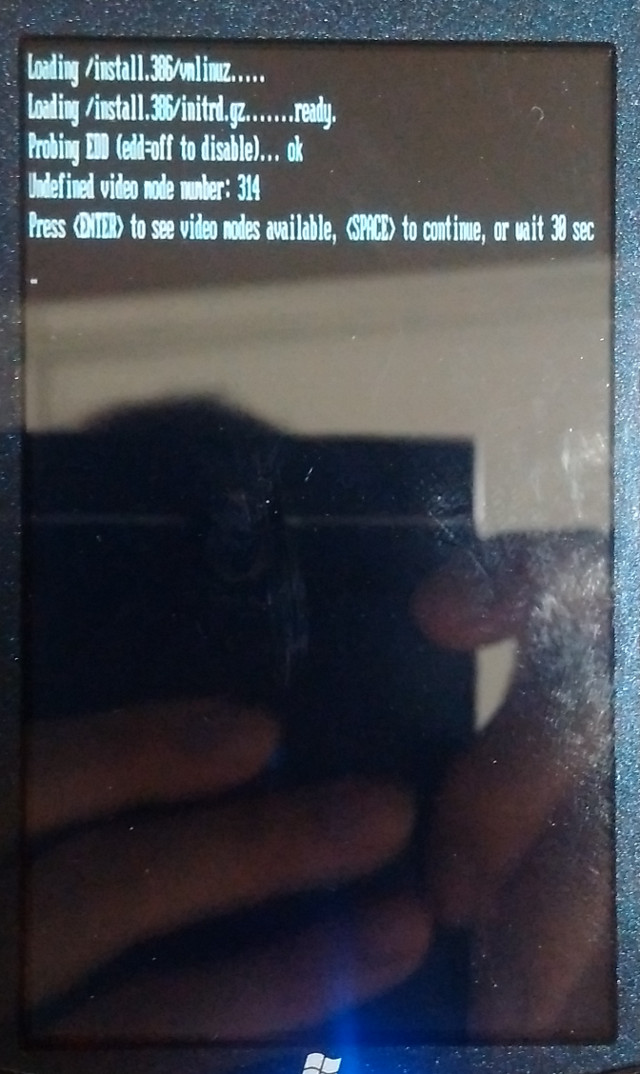 Loading /install.386/vmlinuz.....
Loading /install.386/initrd.gz.......ready.
Probing EDD (edd=off to disable)... ok
Undefined video mode number: 314
Press <ENTER> to see video modes available, <SPACE> to continue, or wait 30 sec